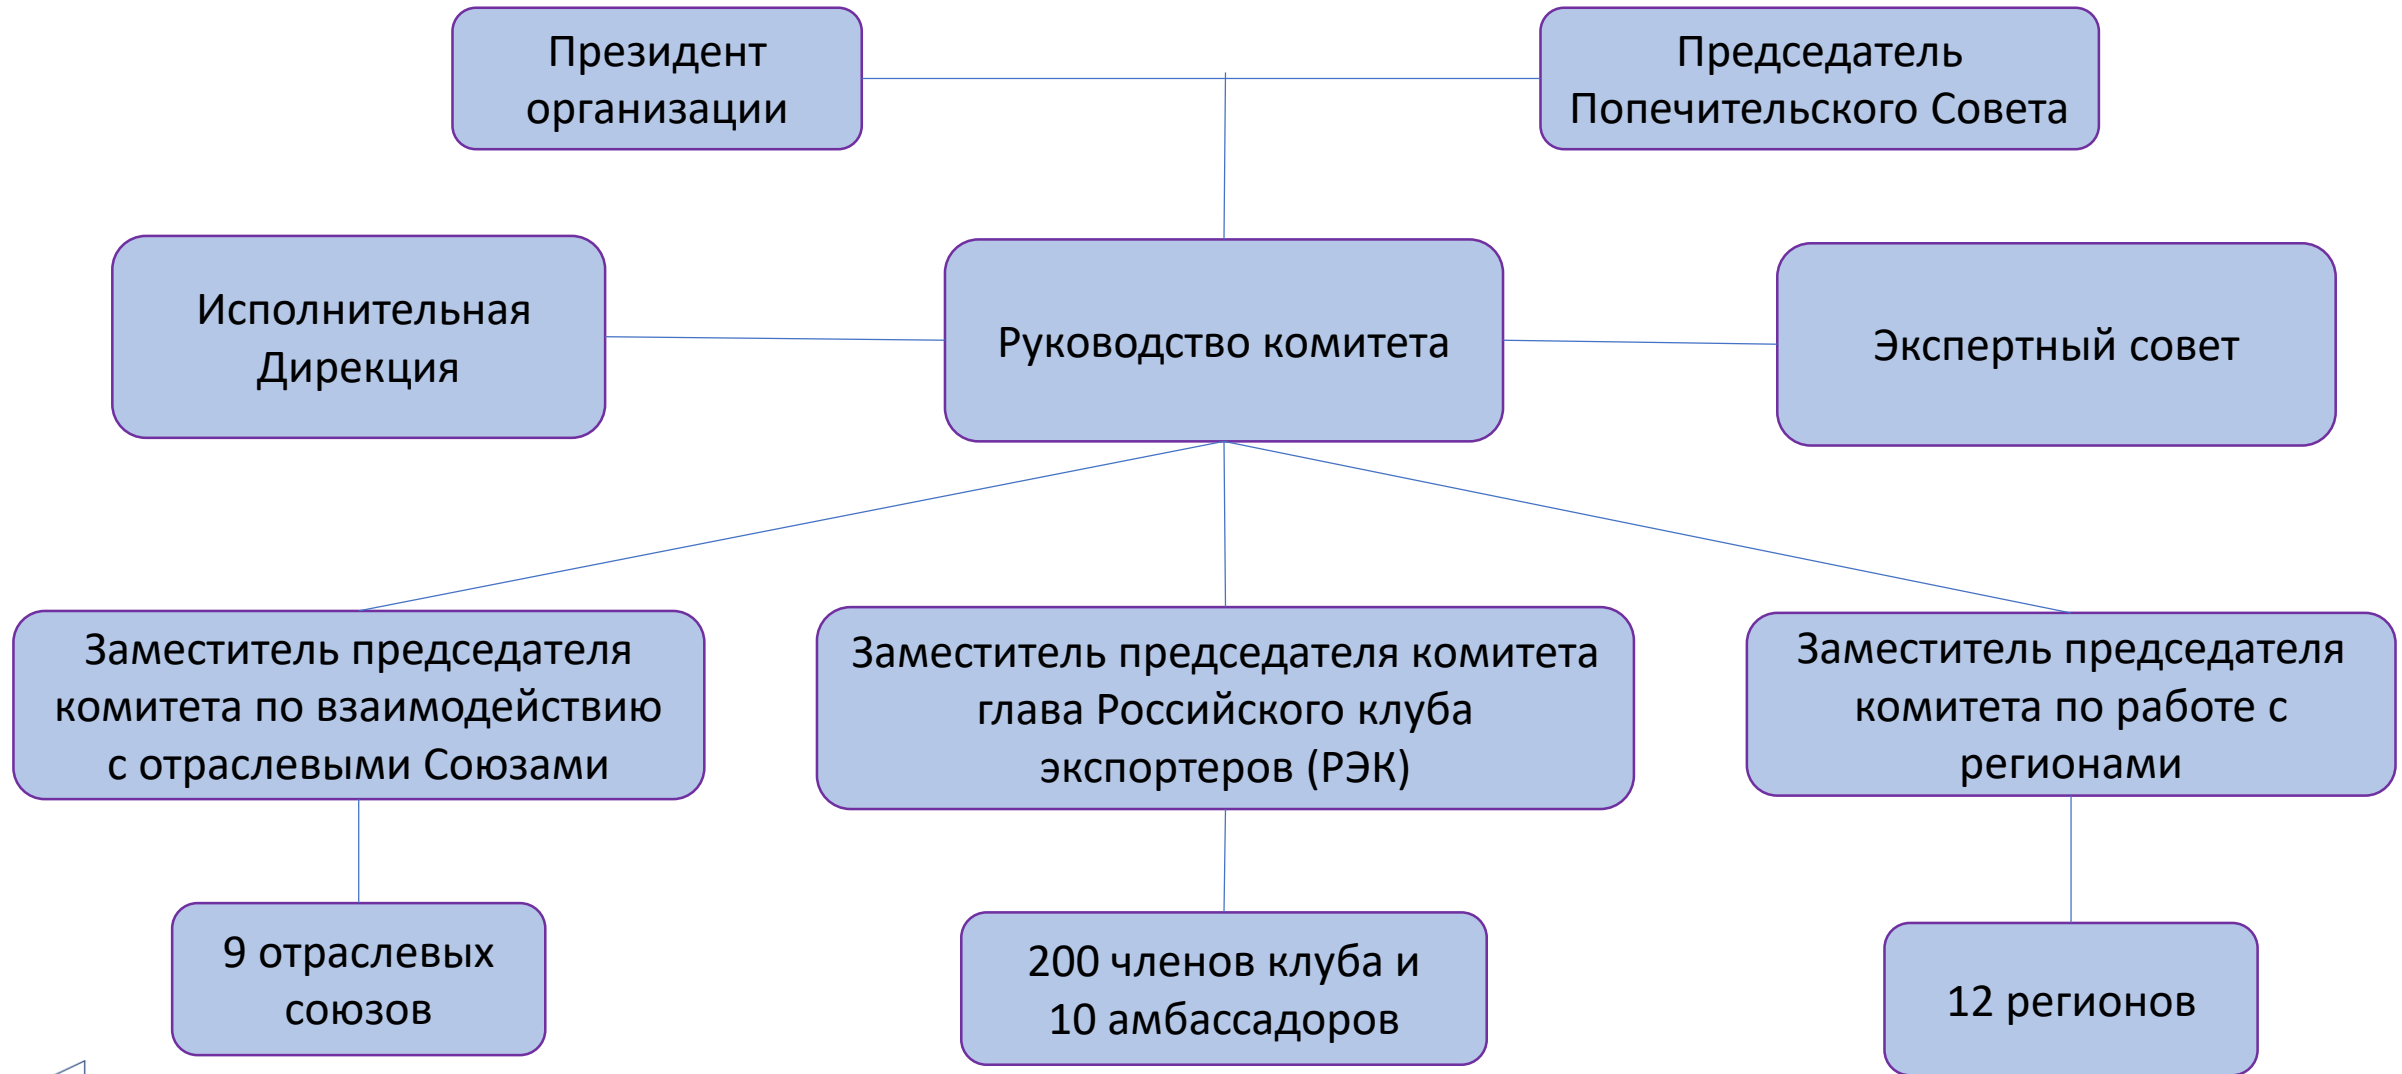 Президент
организации
Председатель
Попечительского Совета
Исполнительная
Дирекция
Руководство комитета
Экспертный совет
Заместитель председателя
комитета по взаимодействию
с отраслевыми Союзами
Заместитель председателя комитета
глава Российского клуба
экспортеров (РЭК)
Заместитель председателя
комитета по работе с
регионами
9 отраслевых
союзов
200 членов клуба и
10 амбассадоров
12 регионов